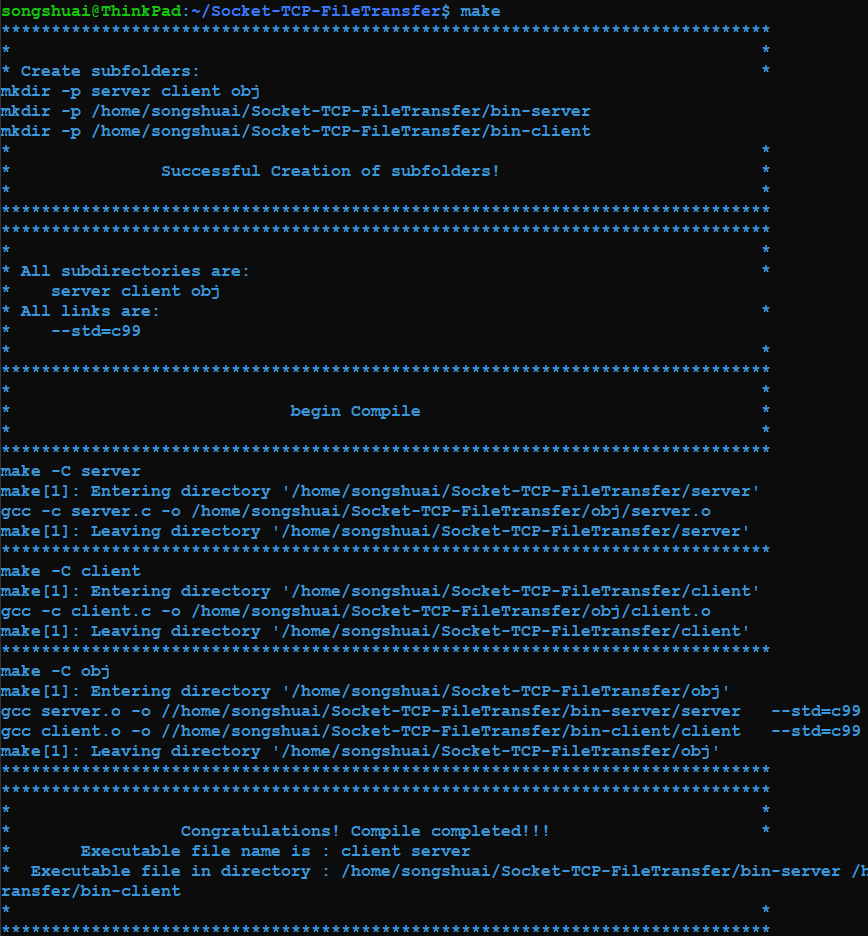 songshuai@ThinkPad:~/Socket-TCP-FileTransfer$ make
*****************************************************************************
*                                                                           *
* Create subfolders:                                                        *
mkdir -p server client obj
mkdir -p /home/songshuai/Socket-TCP-FileTransfer/bin-server
mkdir -p /home/songshuai/Socket-TCP-FileTransfer/bin-client
*                                                                           *
*               Successful Creation of subfolders!                          *
*                                                                           *
*****************************************************************************
*****************************************************************************
*                                                                           *
* All subdirectories are:                                                   *
*    server client obj
* All links are:                                                            *
*    --std=c99
*                                                                           *
*****************************************************************************
*                                                                           *
*                            begin Compile                                  *
*                                                                           *
*****************************************************************************
make -C server
make[1]: Entering directory '/home/songshuai/Socket-TCP-FileTransfer/server'
gcc -c server.c -o /home/songshuai/Socket-TCP-FileTransfer/obj/server.o
make[1]: Leaving directory '/home/songshuai/Socket-TCP-FileTransfer/server'
*****************************************************************************
make -C client
make[1]: Entering directory '/home/songshuai/Socket-TCP-FileTransfer/client'
gcc -c client.c -o /home/songshuai/Socket-TCP-FileTransfer/obj/client.o
make[1]: Leaving directory '/home/songshuai/Socket-TCP-FileTransfer/client'
*****************************************************************************
make -C obj
make[1]: Entering directory '/home/songshuai/Socket-TCP-FileTransfer/obj'
gcc server.o -o //home/songshuai/Socket-TCP-FileTransfer/bin-server/server   --std=c99
gcc client.o -o //home/songshuai/Socket-TCP-FileTransfer/bin-client/client   --std=c99
make[1]: Leaving directory '/home/songshuai/Socket-TCP-FileTransfer/obj'
*****************************************************************************
*****************************************************************************
*                                                                           *
*                 Congratulations! Compile completed!!!                     *
*       Executable file name is : client server
*  Executable file in directory : /home/songshuai/Socket-TCP-FileTransfer/bin-server /h
ransfer/bin-client
*                                                                           *
*****************************************************************************